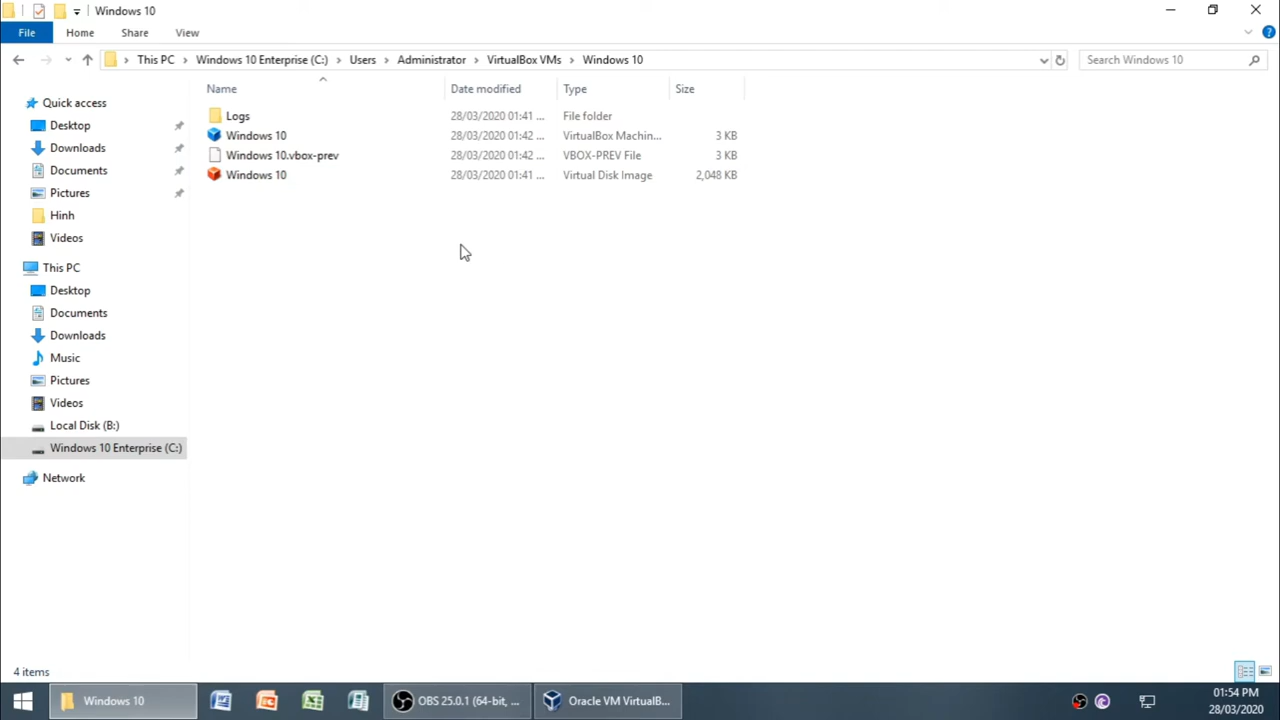 Windows 10
File Home Share View
This PC Windows 10 Enterprise (C:) Users Administrator VirtualBox VMs Windows 10
Search Windows 10
Name Date modified Type Size
Logs 28/03/2020 01:41 ... File folder
Windows 10 28/03/2020 01:42 ... VirtualBox Machin... 3 KB
Windows 10.vbox-prev 28/03/2020 01:42 ... VBOX-PREV File 3 KB
Windows 10 28/03/2020 01:41 ... Virtual Disk Image 2,048 KB
Quick access
Desktop
Downloads
Documents
Pictures
Hinh
Videos
This PC
Desktop
Documents
Downloads
Music
Pictures
Videos
Local Disk (B:)
Windows 10 Enterprise (C:)
Network
4 items
Windows 10
OBS 25.0.1 (64-bit, ...
Oracle VM VirtualB...
01:54 PM
28/03/2020